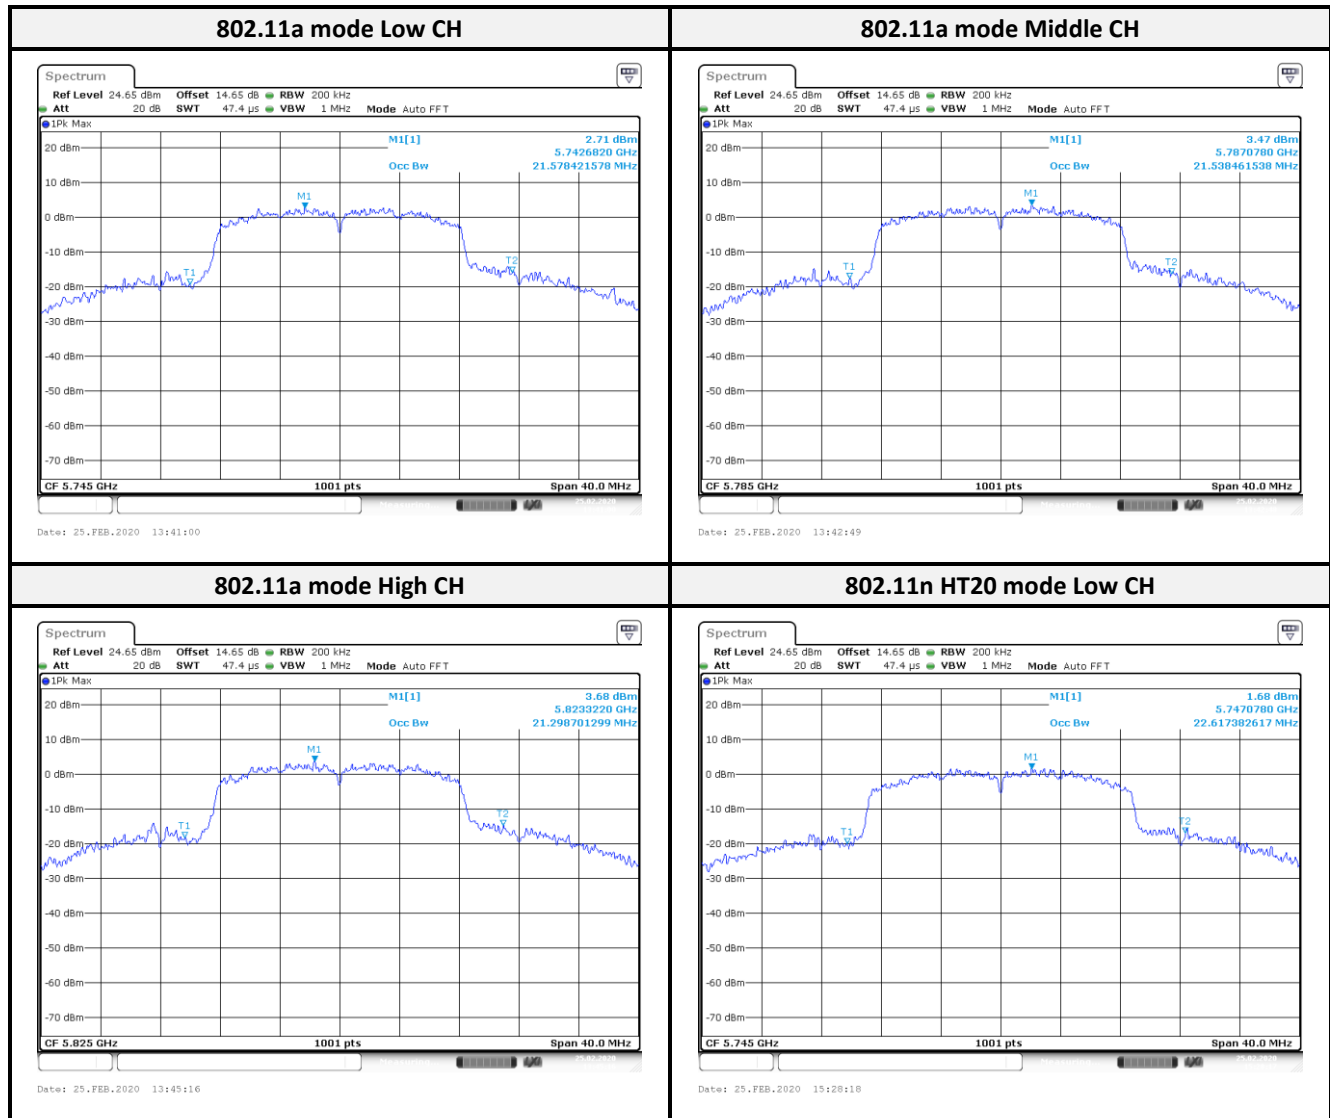 802.11a mode Low CH
Spectrum
Ref Level 24.65 dBm Offset 14.65 dB RBW 200 kHz
Att 20 dB SWT 47.4 µs VBW 1 MHz Mode Auto FFT
1Pk Max
M1[1] 2.71 dBm
5.7426820 GHz
Occ Bw 21.578421578 MHz
20 dBm
10 dBm
M1
0 dBm
-10 dBm
T1
T2
-20 dBm
-30 dBm
-40 dBm
-50 dBm
-60 dBm
-70 dBm
CF 5.745 GHz 1001 pts Span 40.0 MHz
Date: 25.FEB.2020 13:41:00
802.11a mode Middle CH
Spectrum
Ref Level 24.65 dBm Offset 14.65 dB RBW 200 kHz
Att 20 dB SWT 47.4 µs VBW 1 MHz Mode Auto FFT
1Pk Max
M1[1] 3.47 dBm
5.7870780 GHz
Occ Bw 21.538461538 MHz
20 dBm
10 dBm
M1
0 dBm
-10 dBm
T1
T2
-20 dBm
-30 dBm
-40 dBm
-50 dBm
-60 dBm
-70 dBm
CF 5.785 GHz 1001 pts Span 40.0 MHz
Date: 25.FEB.2020 13:42:49
802.11a mode High CH
Spectrum
Ref Level 24.65 dBm Offset 14.65 dB RBW 200 kHz
Att 20 dB SWT 47.4 µs VBW 1 MHz Mode Auto FFT
1Pk Max
M1[1] 3.68 dBm
5.8233220 GHz
Occ Bw 21.298701299 MHz
20 dBm
10 dBm
M1
0 dBm
-10 dBm
T1
T2
-20 dBm
-30 dBm
-40 dBm
-50 dBm
-60 dBm
-70 dBm
CF 5.825 GHz 1001 pts Span 40.0 MHz
Date: 25.FEB.2020 13:45:16
802.11n HT20 mode Low CH
Spectrum
Ref Level 24.65 dBm Offset 14.65 dB RBW 200 kHz
Att 20 dB SWT 47.4 µs VBW 1 MHz Mode Auto FFT
1Pk Max
M1[1] 1.68 dBm
5.7470780 GHz
Occ Bw 22.617382617 MHz
20 dBm
10 dBm
M1
0 dBm
-10 dBm
T1
T2
-20 dBm
-30 dBm
-40 dBm
-50 dBm
-60 dBm
-70 dBm
CF 5.745 GHz 1001 pts Span 40.0 MHz
Date: 25.FEB.2020 15:28:18